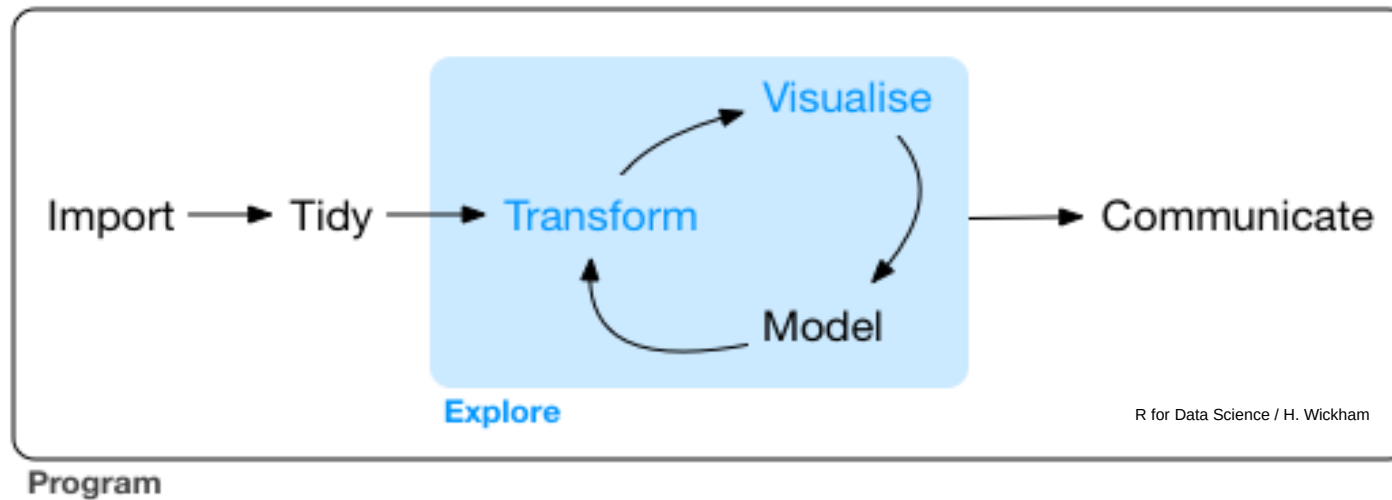 Visualise
Import
Tidy
Transform
Communicate
Model
Explore
R for Data Science / H. Wickham
Program